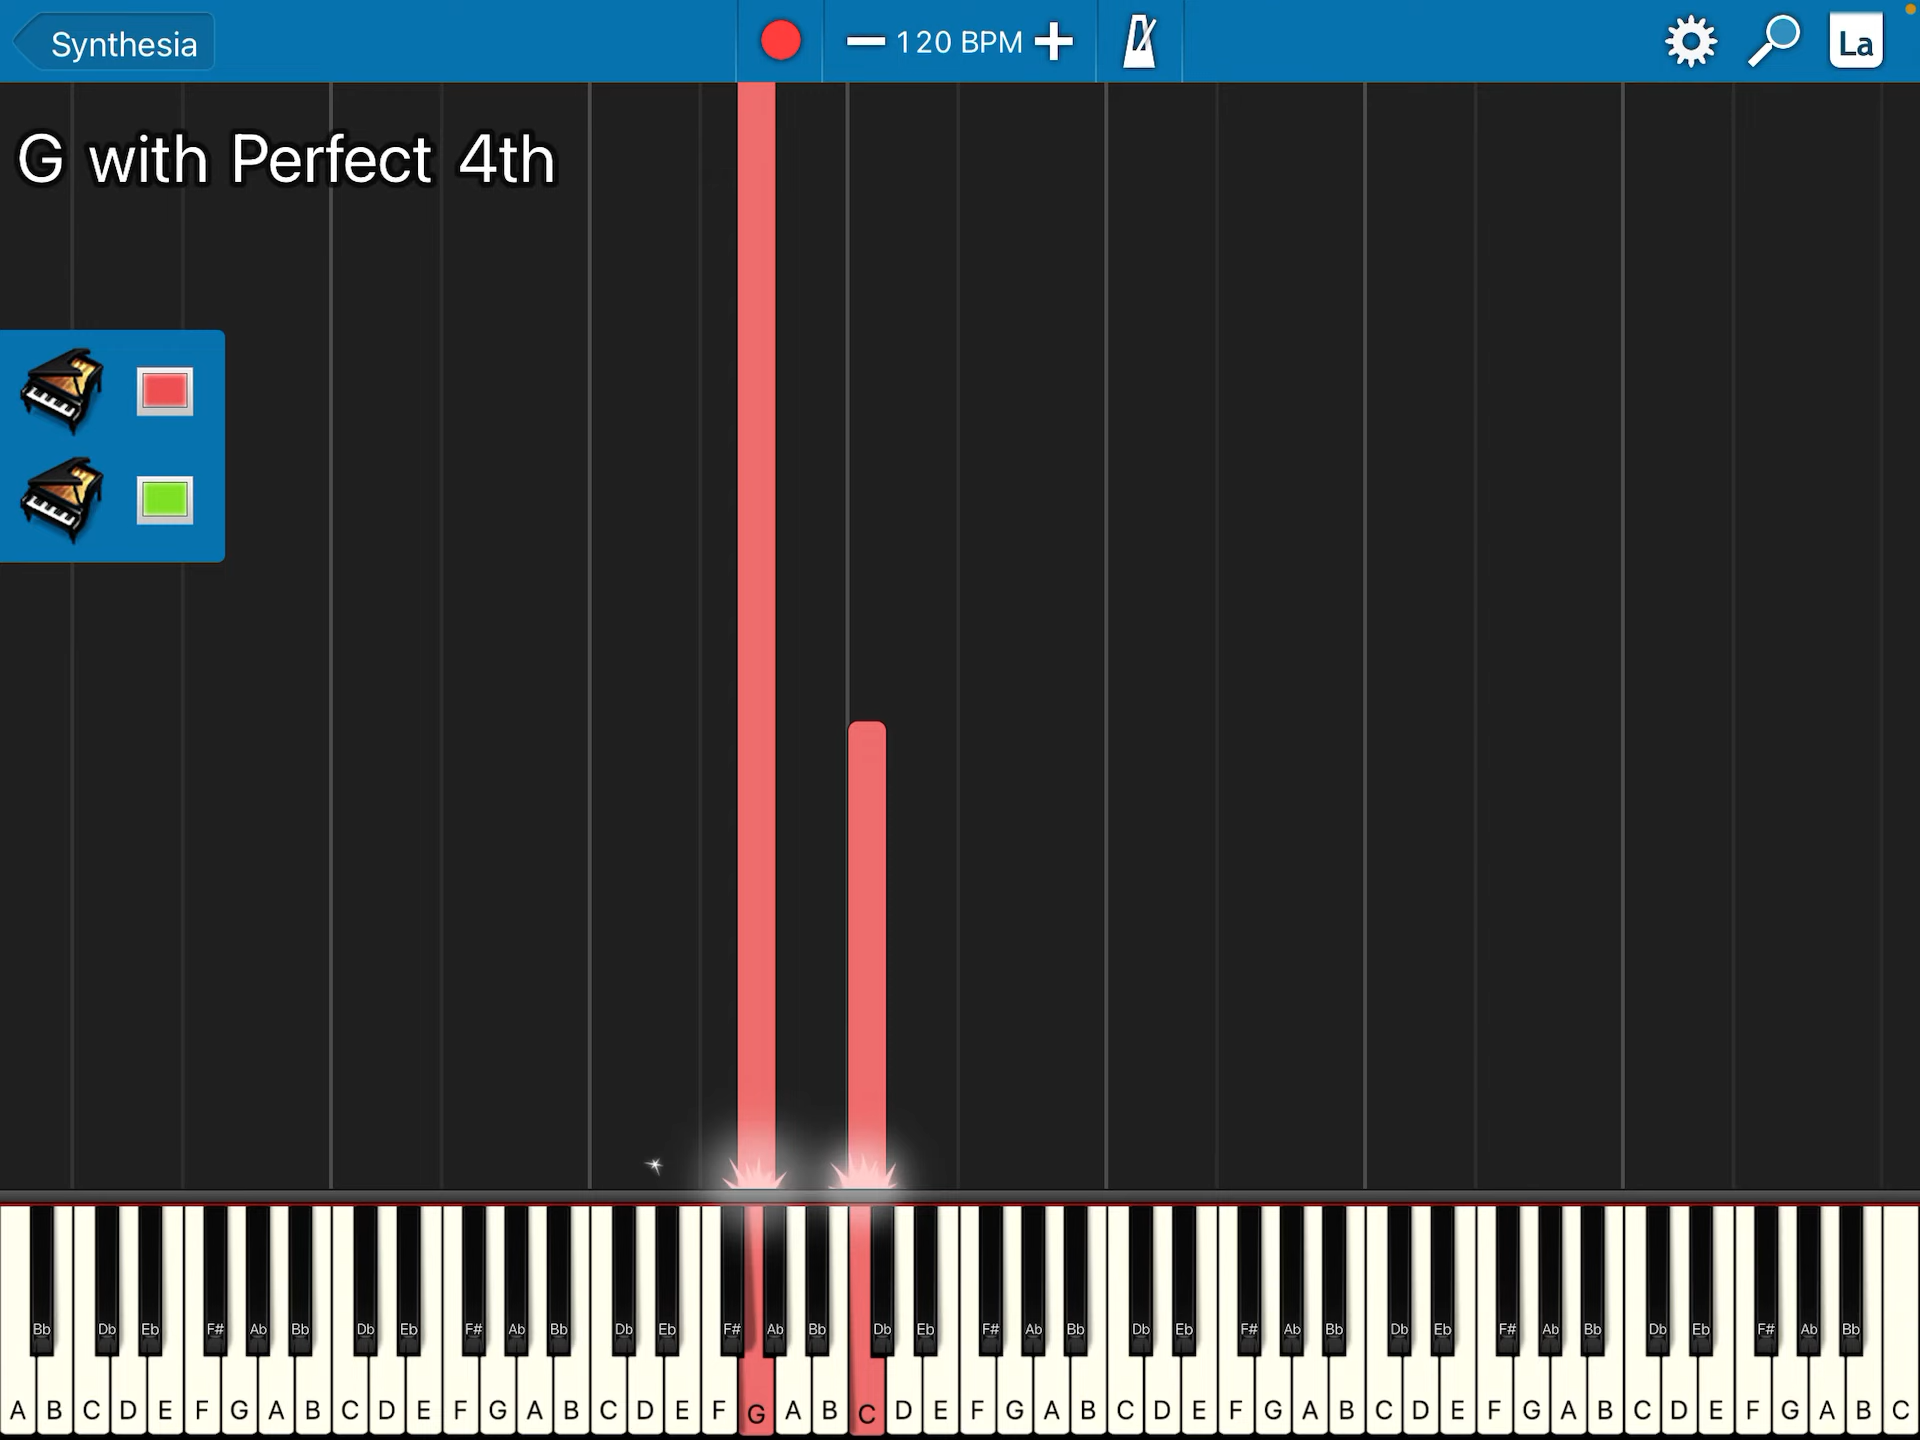 Synthesia
120 BPM
La
G with Perfect 4th
Bb Db Eb F# Ab Bb Db Eb F# Ab Bb Db Eb F# Ab Bb Db Eb F# Ab Bb Db Eb F# Ab Bb Db Eb F# Ab Bb Db Eb F# Ab Bb
A B C D E F G A B C D E F G A B C D E F G A B C D E F G A B C D E F G A B C D E F G A B C D E F G A B C